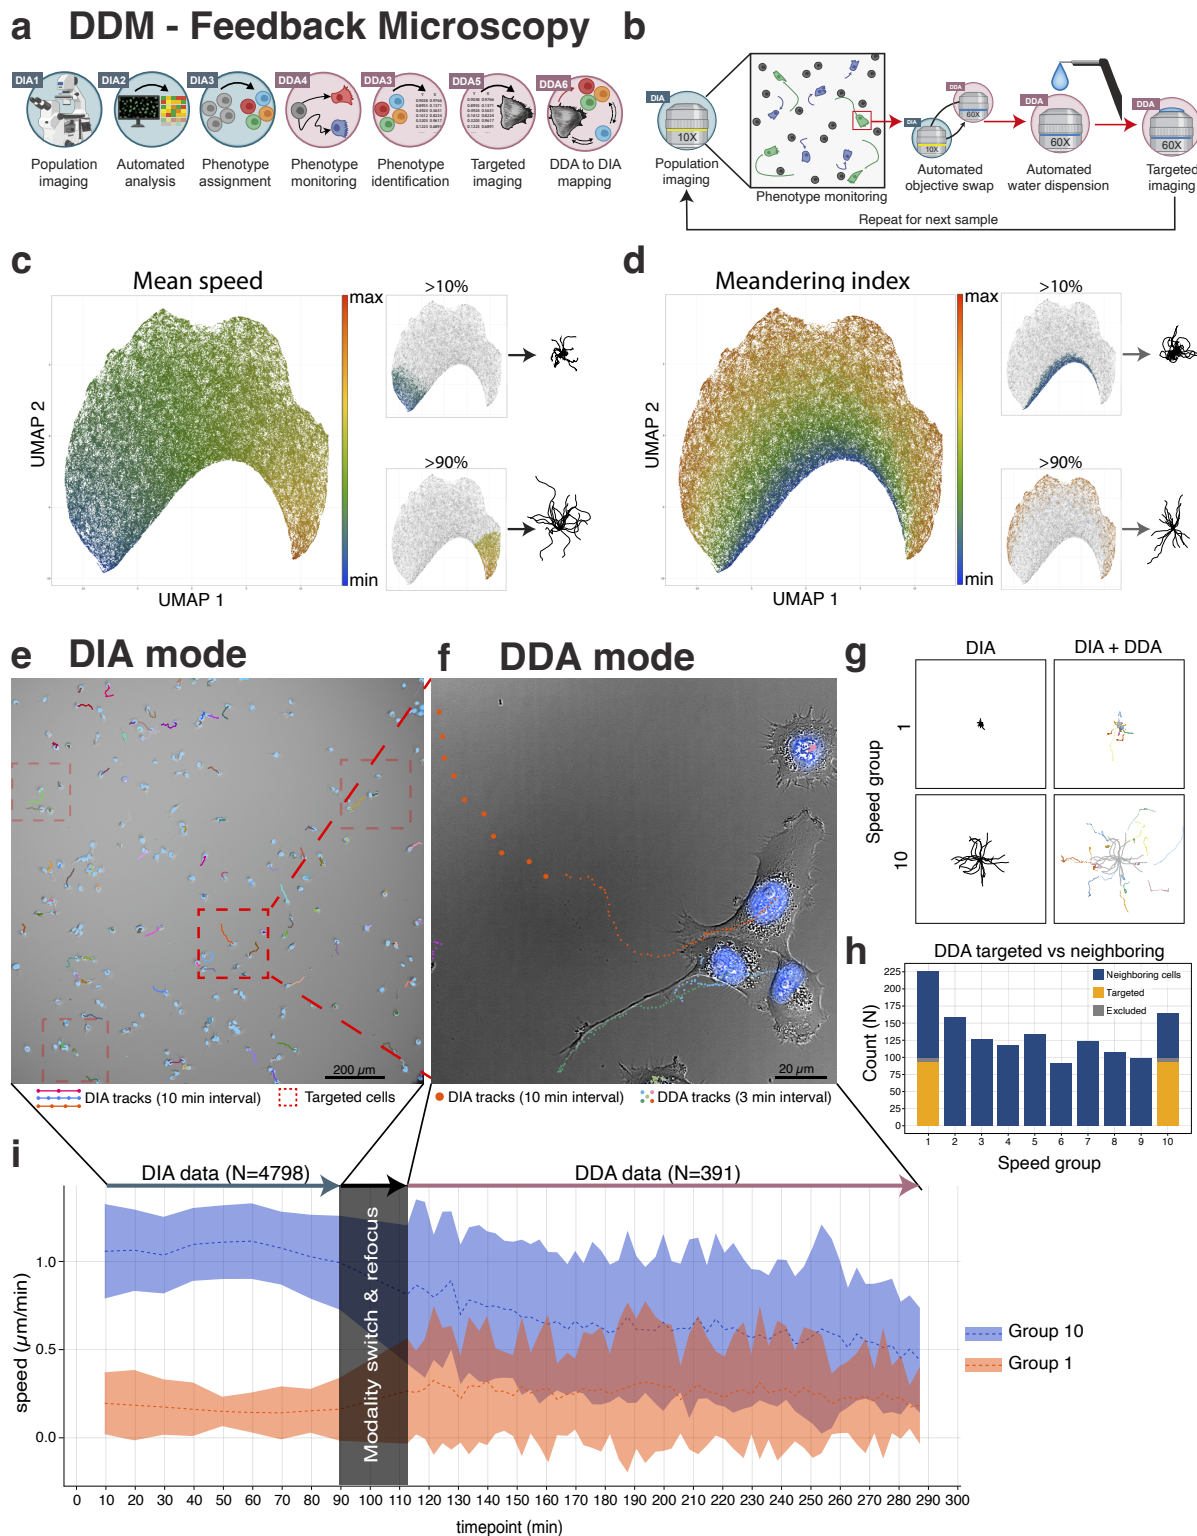 a DDM - Feedback Microscopy
DIA1
DIA2
DIA3
DDA4
DDA3
DDA5
DDA6
Population
imaging
Automated
analysis
Phenotype
assignment
Phenotype
monitoring
Phenotype
identification
Targeted
imaging
DDA to DIA
mapping
b
DIA
10X
Population
imaging
Phenotype monitoring
DIA
10X
DDA
60X
Automated
objective swap
DDA
60X
Automated
water dispension
DDA
60X
Targeted
imaging
Repeat for next sample
c
Mean speed
max
min
UMAP 2
UMAP 1
>10%
>90%
d
Meandering index
max
min
UMAP 2
UMAP 1
>10%
>90%
e DIA mode
200 µm
DIA tracks (10 min interval)
Targeted cells
f DDA mode
20 µm
DIA tracks (10 min interval)
DDA tracks (3 min interval)
g
DIA
DIA + DDA
Speed group
1
10
h
DDA targeted vs neighboring
Neighboring cells
Targeted
Excluded
Count (N)
225
200
175
150
125
100
75
50
25
0
1 2 3 4 5 6 7 8 9 10
Speed group
i
DIA data (N=4798)
DDA data (N=391)
Modality switch & refocus
speed (µm/min)
1.0
0.5
0.0
Group 10
Group 1
0 10 20 30 40 50 60 70 80 90 100 110 120 130 140 150 160 170 180 190 200 210 220 230 240 250 260 270 280 290 300
timepoint (min)